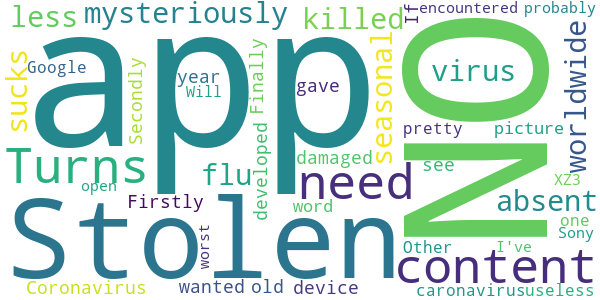 less mysteriously killed If encountered probably
sucks Google app year Will gave Finally seasonal NO virus worldwide
Secondly developed pretty picture
Turns flu damaged need see XZ3
open Firstly word absent
Stolen worst Other I've one Sony
content
Coronavirus wanted old device caronavirus useless